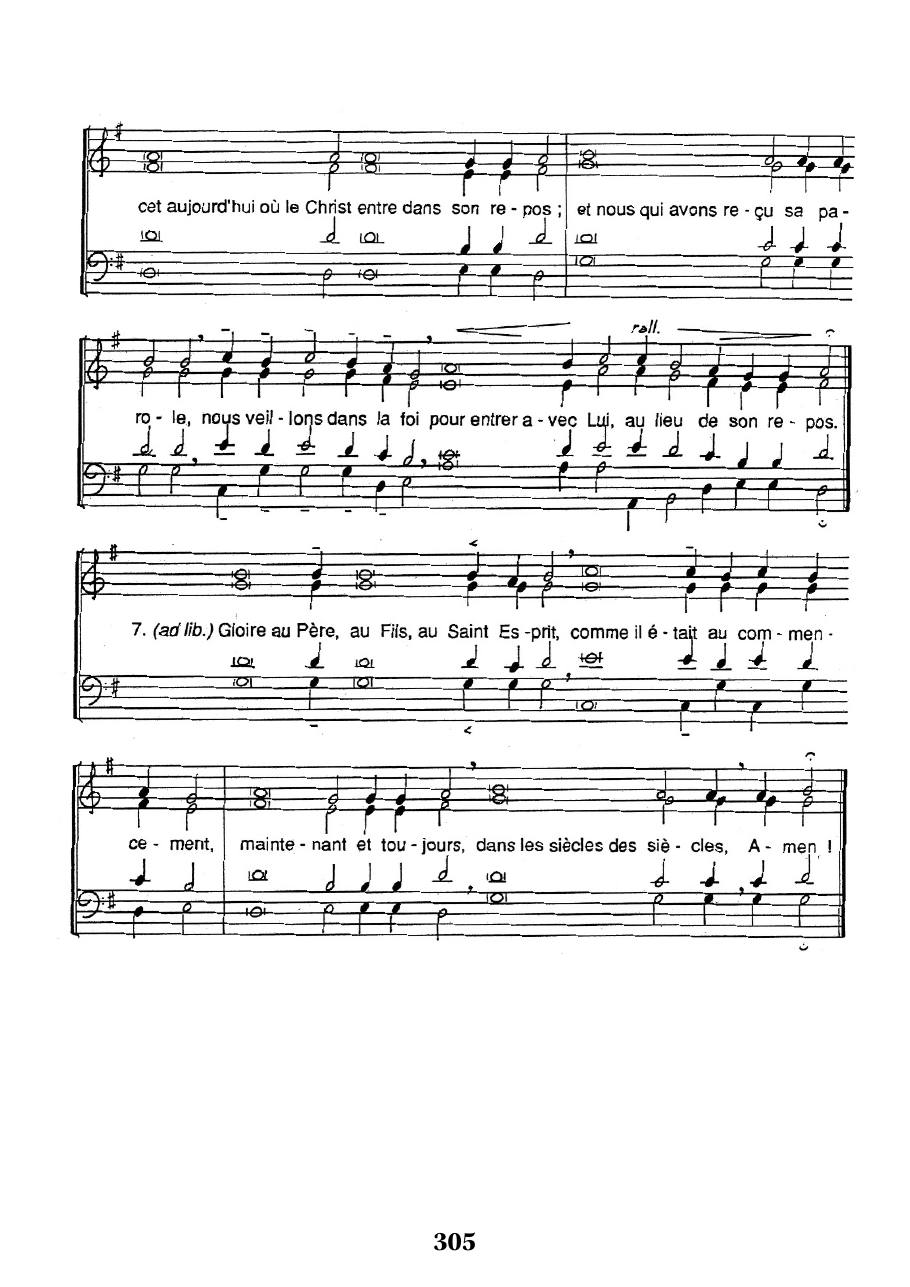 cet aujourd'hui où le Christ entre dans son re - pos ; et nous qui avons re - çu sa pa -
rall.
ro - le, nous veil - lons dans la foi pour entrer a - vec Lui, au lieu de son re - pos.
7. (ad lib.) Gloire au Père, au Fils, au Saint Es - prit, comme il é - tait au com - men -
ce - ment, mainte - nant et tou - jours, dans les siècles des siè - cles, A - men !
305